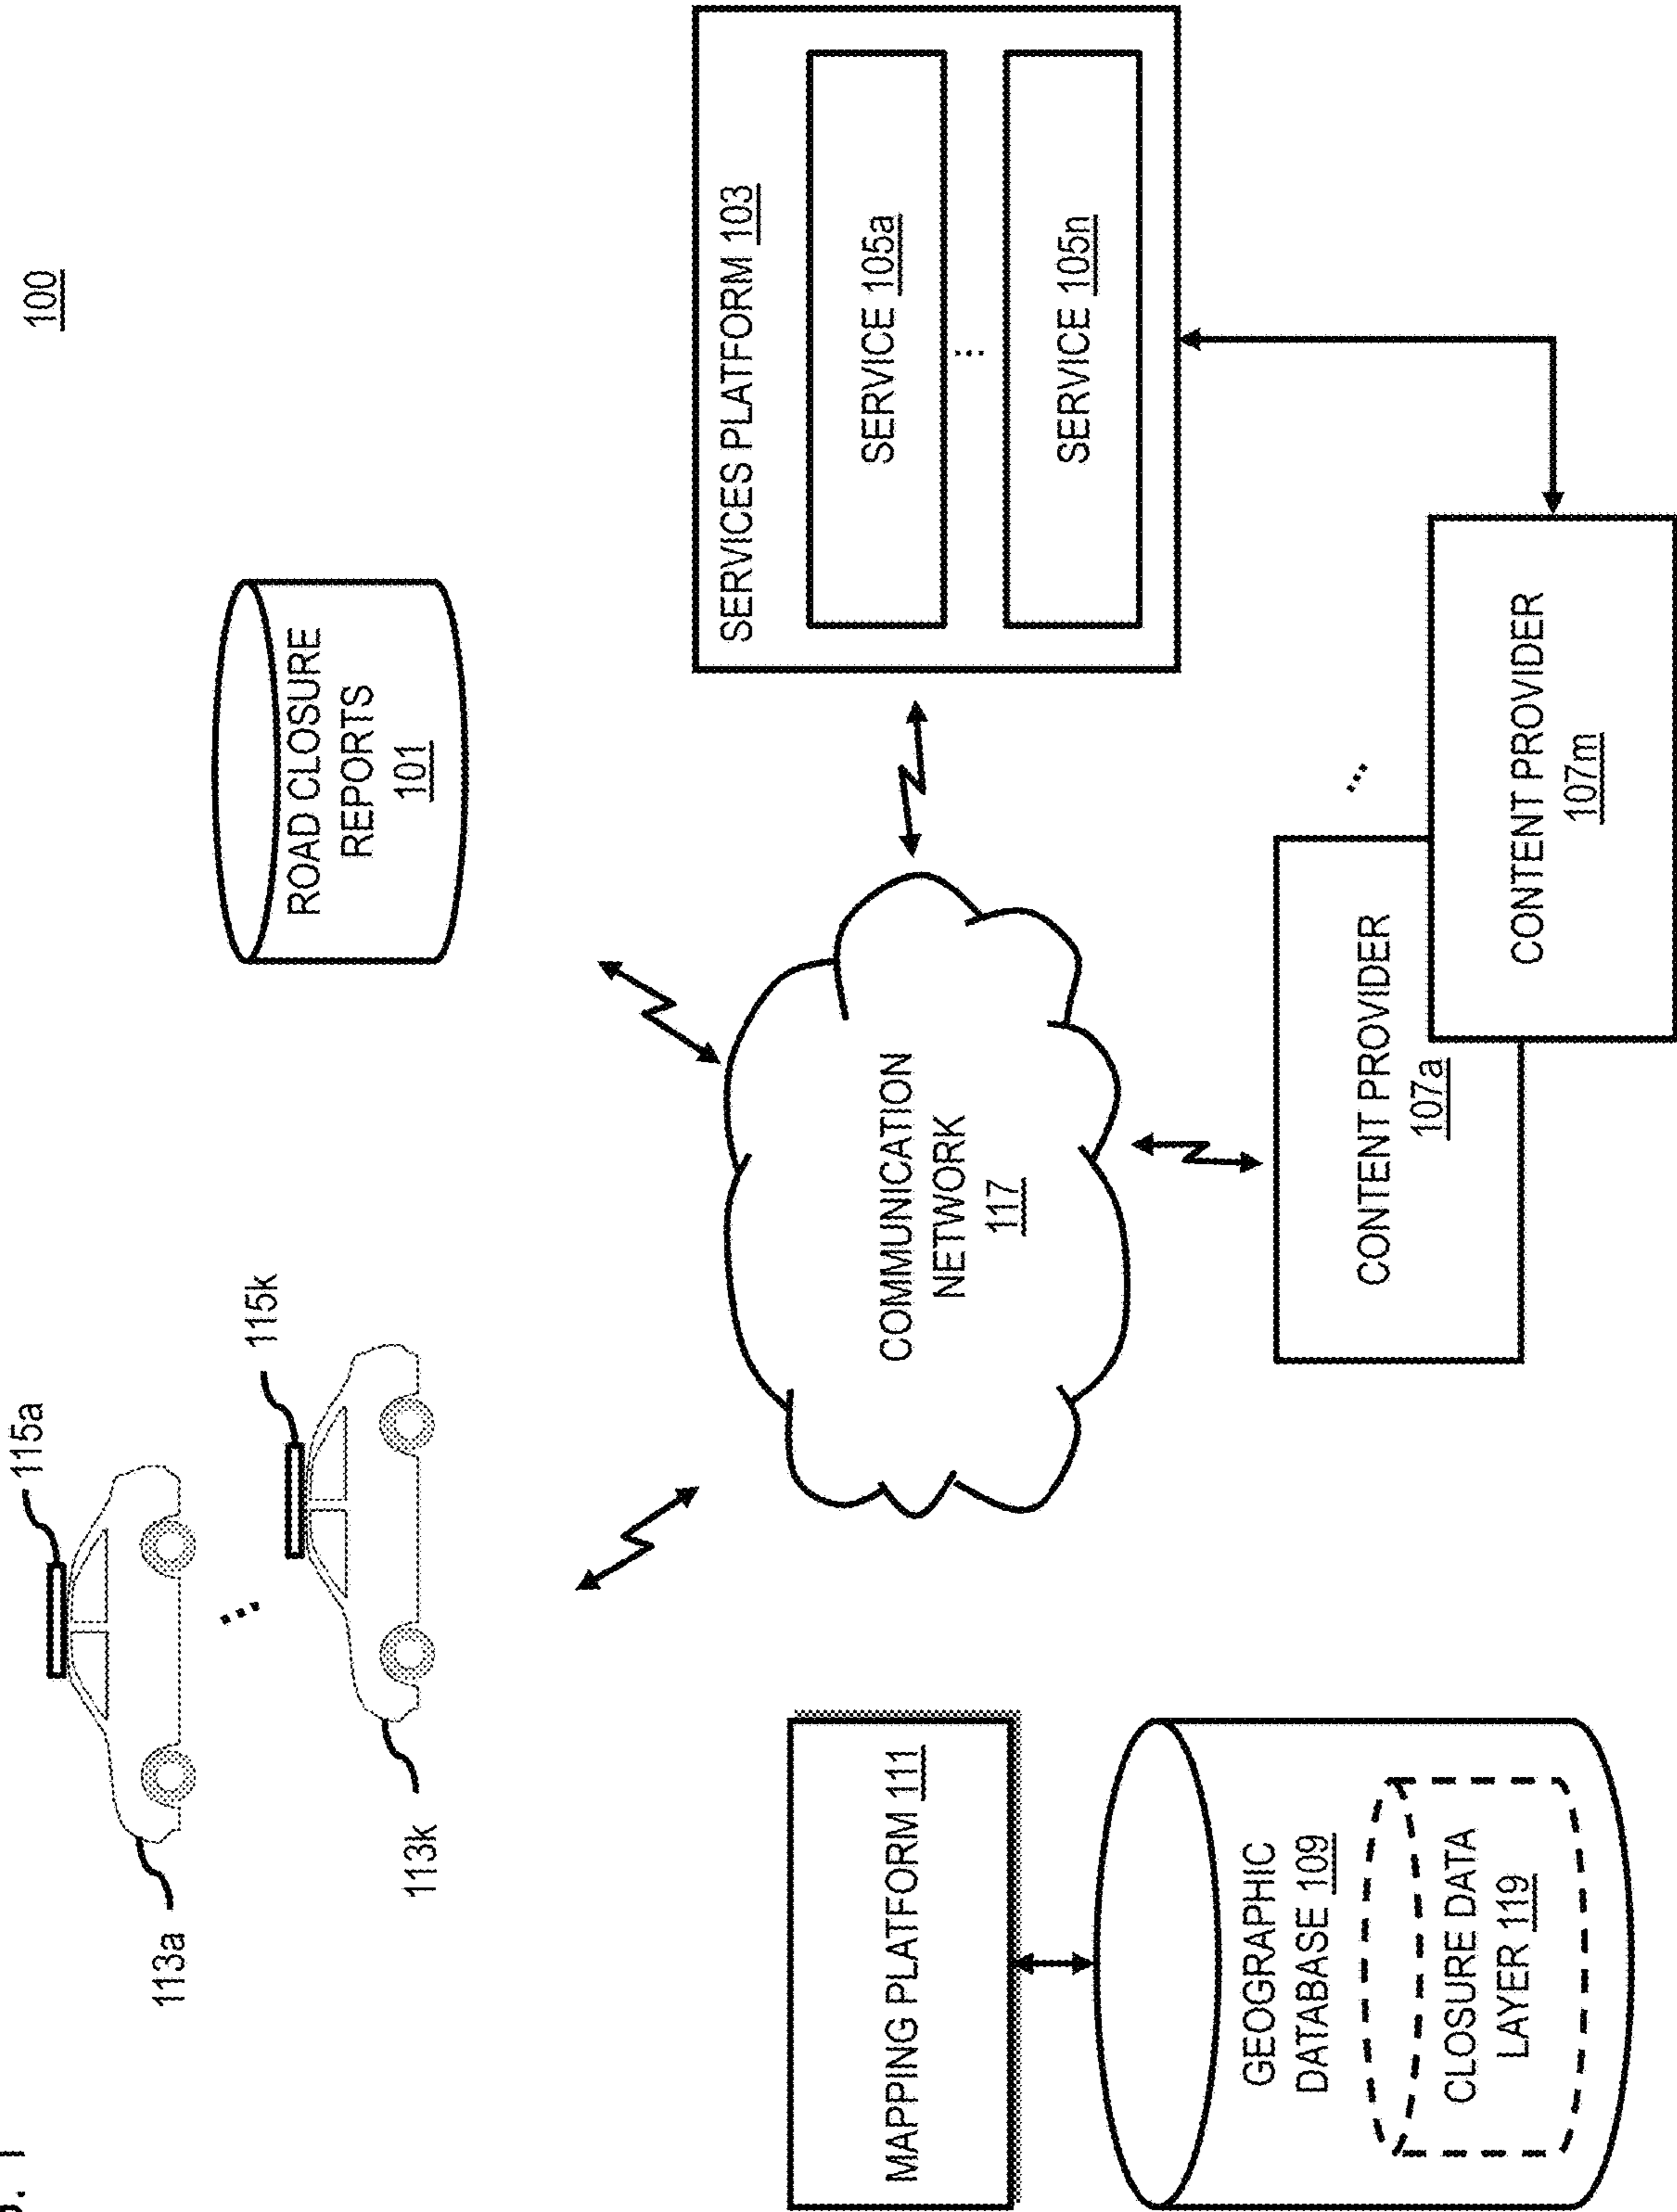 100
115a
113a
115k
113k
ROAD CLOSURE
REPORTS
101
MAPPING PLATFORM 111
GEOGRAPHIC
DATABASE 109
CLOSURE DATA
LAYER 119
COMMUNICATION
NETWORK
117
SERVICES PLATFORM 103
SERVICE 105a
...
SERVICE 105n
CONTENT PROVIDER
107a
...
CONTENT PROVIDER
107m